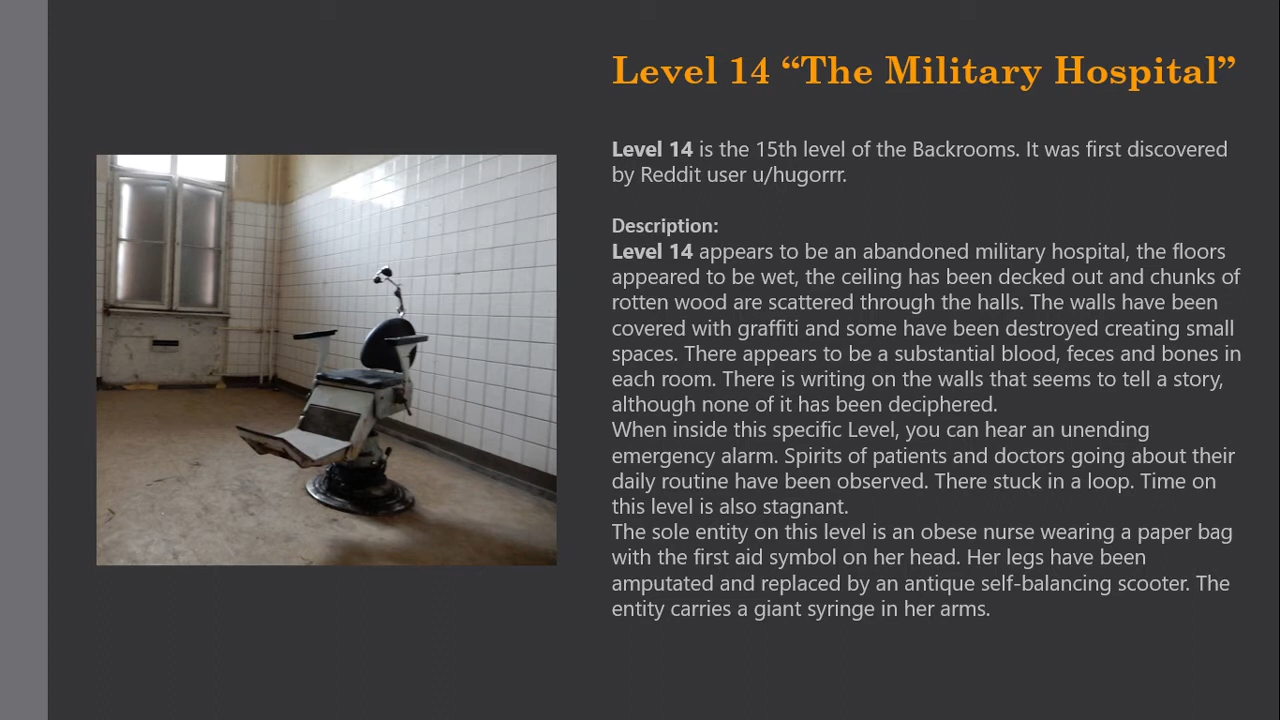 Level 14 “The Military Hospital”
Level 14 is the 15th level of the Backrooms. It was first discovered
by Reddit user u/hugorrr.
Description:
Level 14 appears to be an abandoned military hospital, the floors
appeared to be wet, the ceiling has been decked out and chunks of
rotten wood are scattered through the halls. The walls have been
covered with graffiti and some have been destroyed creating small
spaces. There appears to be a substantial blood, feces and bones in
each room. There is writing on the walls that seems to tell a story,
although none of it has been deciphered.
When inside this specific Level, you can hear an unending
emergency alarm. Spirits of patients and doctors going about their
daily routine have been observed. There stuck in a loop. Time on
this level is also stagnant.
The sole entity on this level is an obese nurse wearing a paper bag
with the first aid symbol on her head. Her legs have been
amputated and replaced by an antique self-balancing scooter. The
entity carries a giant syringe in her arms.